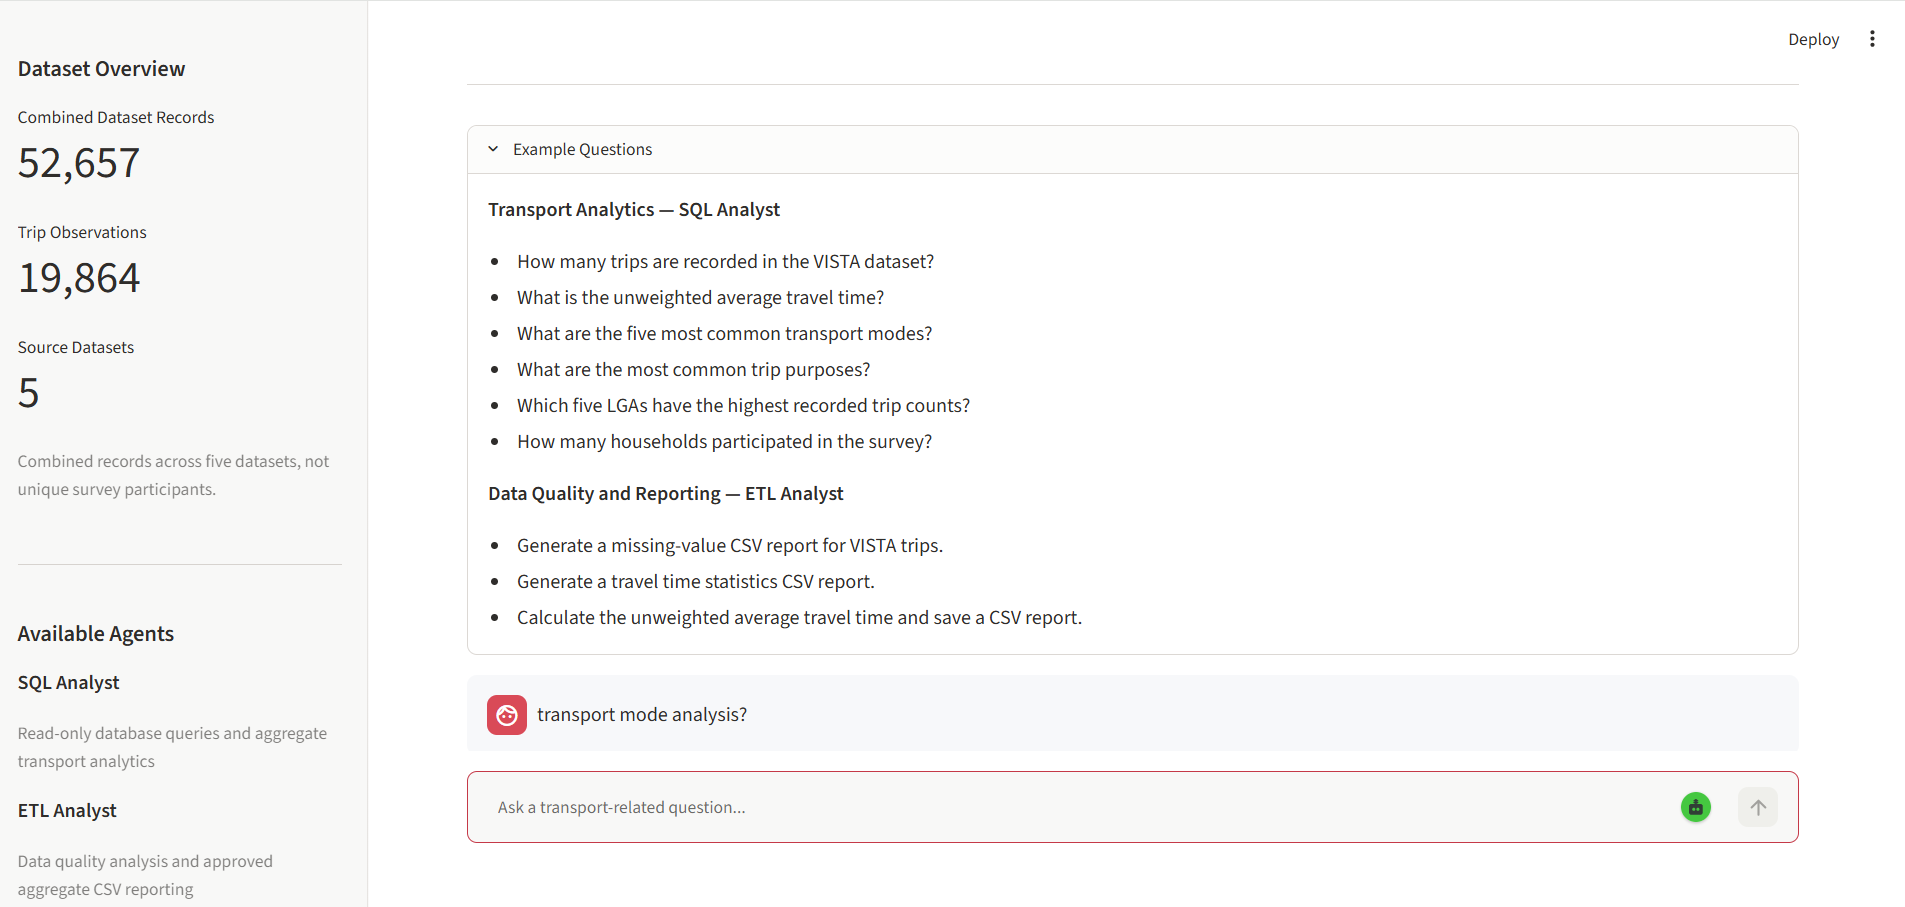 Deploy
Dataset Overview
Combined Dataset Records
52,657
Trip Observations
19,864
Source Datasets
5
Combined records across five datasets, not
unique survey participants.
Available Agents
SQL Analyst
Read-only database queries and aggregate
transport analytics
ETL Analyst
Data quality analysis and approved
aggregate CSV reporting
Example Questions
Transport Analytics — SQL Analyst
• How many trips are recorded in the VISTA dataset?
• What is the unweighted average travel time?
• What are the five most common transport modes?
• What are the most common trip purposes?
• Which five LGAs have the highest recorded trip counts?
• How many households participated in the survey?
Data Quality and Reporting — ETL Analyst
• Generate a missing-value CSV report for VISTA trips.
• Generate a travel time statistics CSV report.
• Calculate the unweighted average travel time and save a CSV report.
transport mode analysis?
Ask a transport-related question...